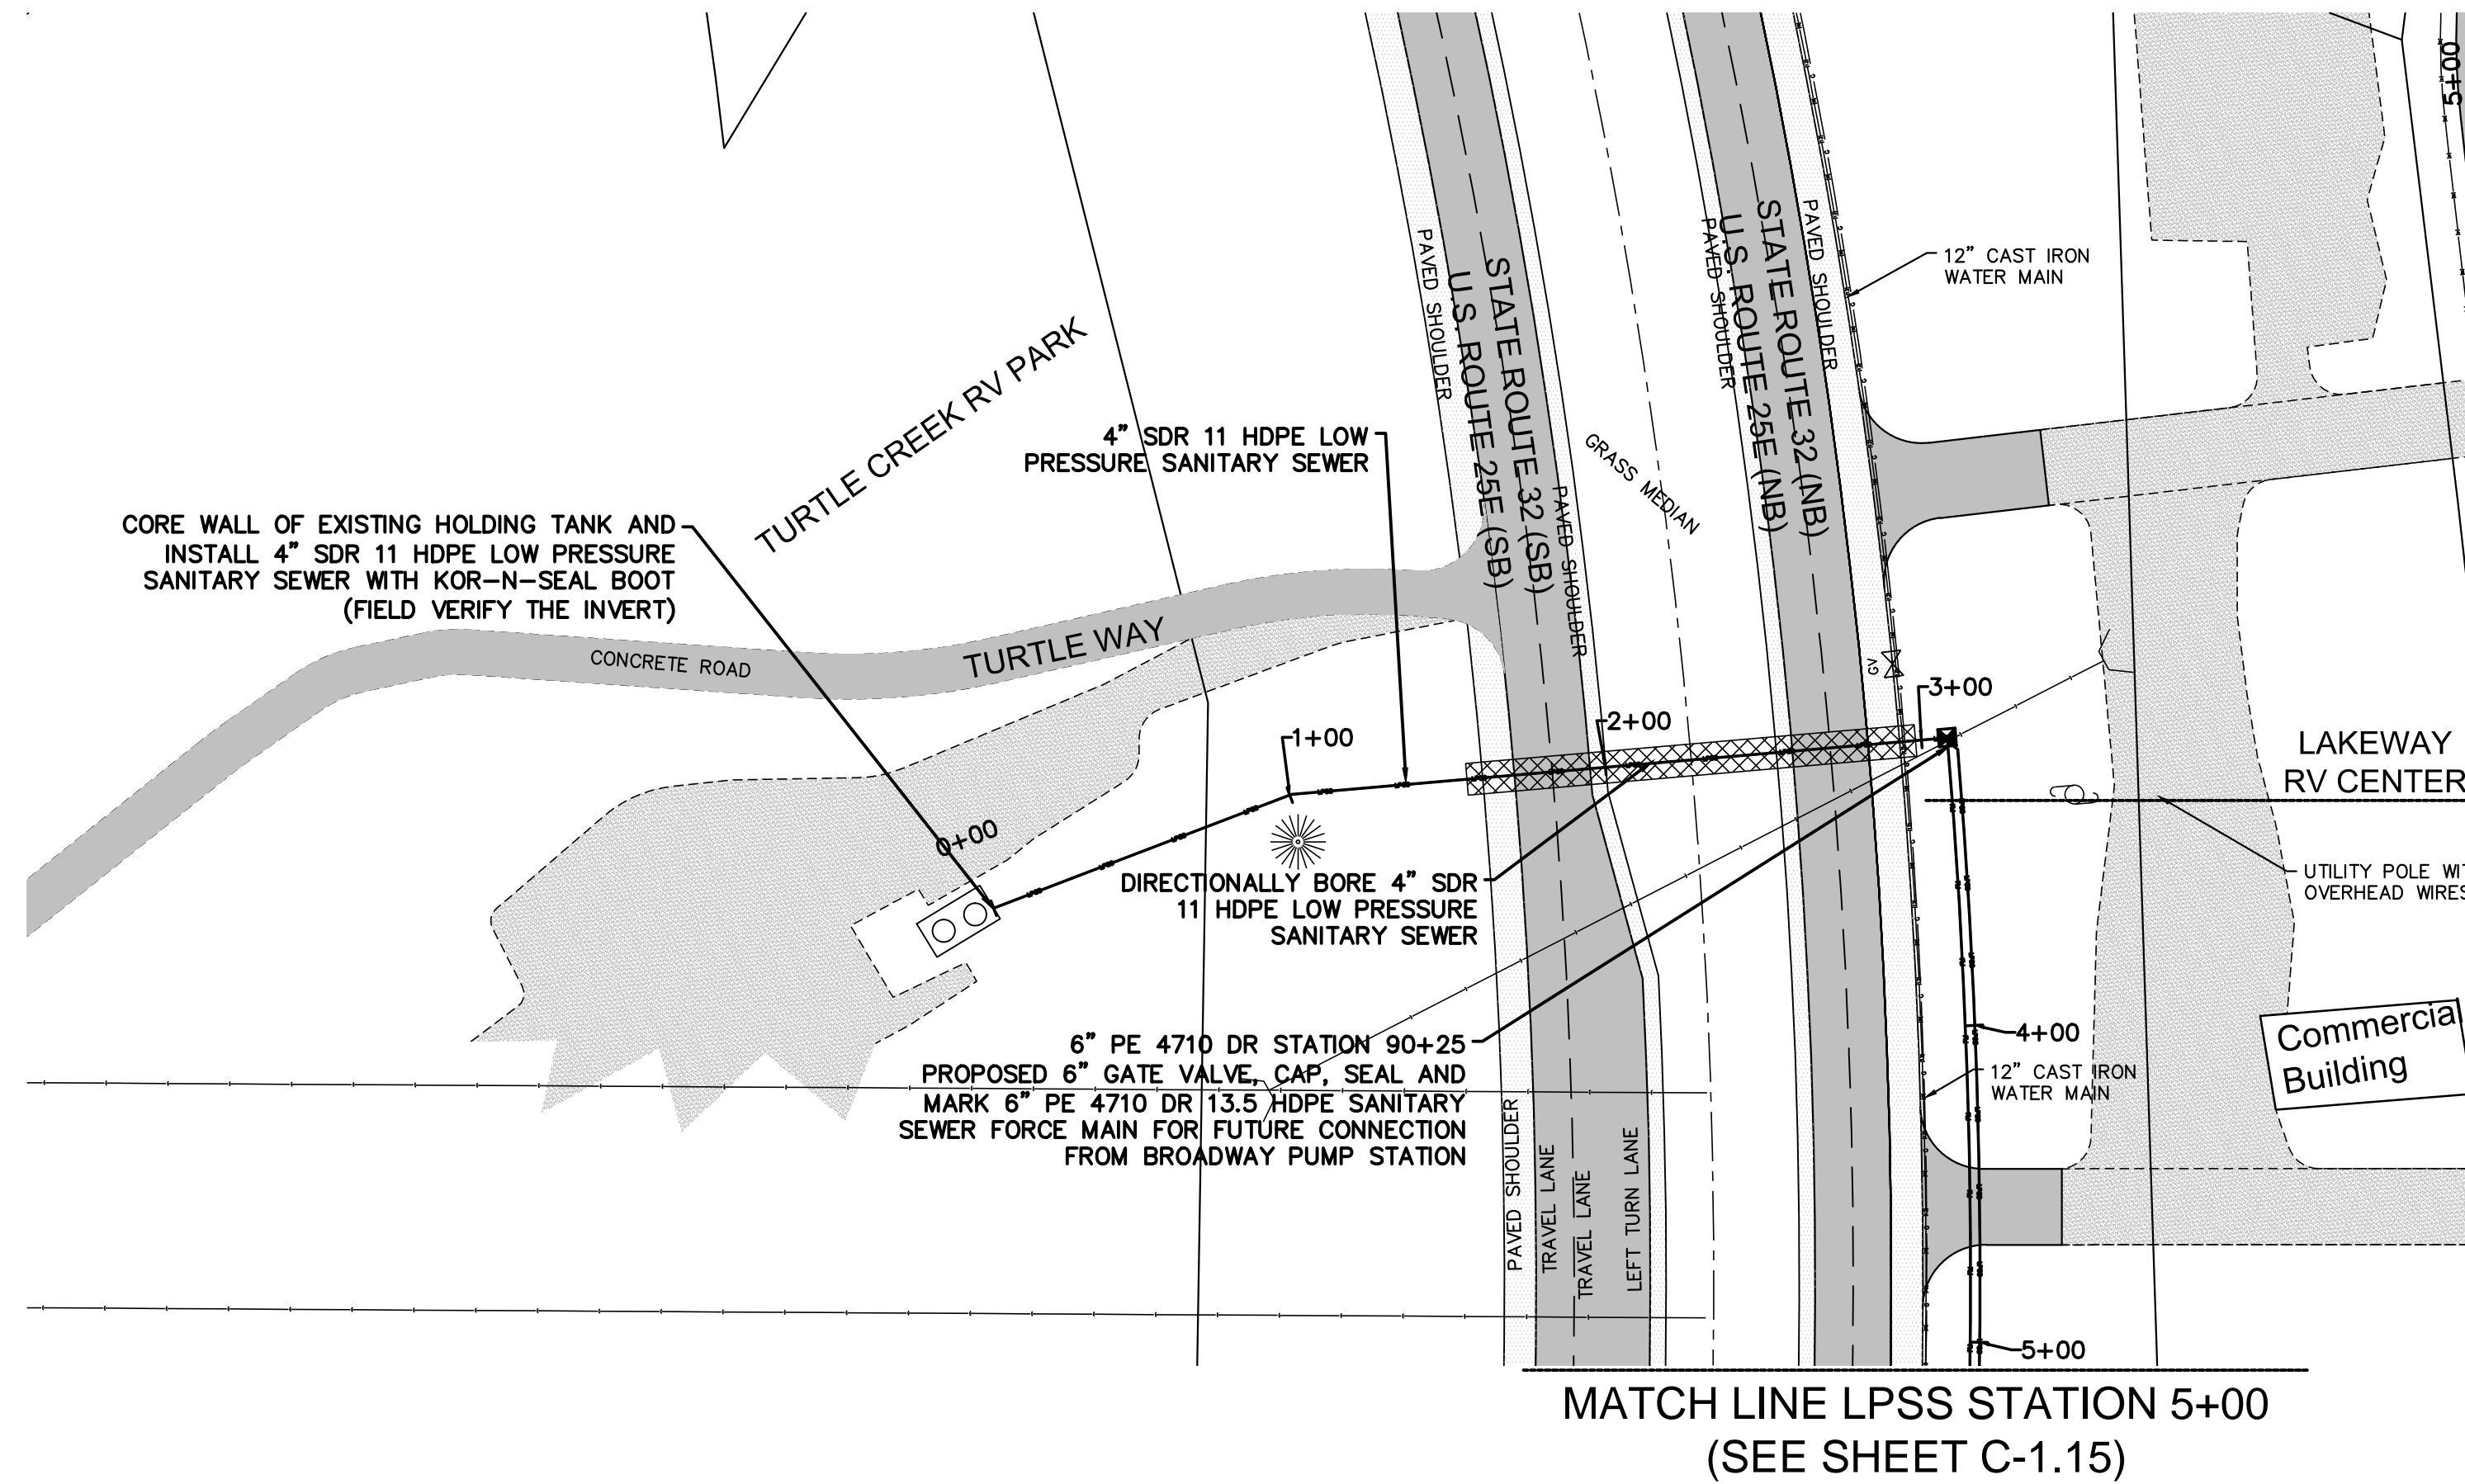 5+00
12" CAST IRON
WATER MAIN
PAVED SHOULDER
U.S. ROUTE 25E (SB)
STATE ROUTE 32 (SB)
PAVED SHOULDER
GRASS MEDIAN
PAVED SHOULDER
U.S. ROUTE 25E (NB)
STATE ROUTE 32 (NB)
PAVED SHOULDER
TURTLE CREEK RV PARK
4" SDR 11 HDPE LOW
PRESSURE SANITARY SEWER
CORE WALL OF EXISTING HOLDING TANK AND
INSTALL 4" SDR 11 HDPE LOW PRESSURE
SANITARY SEWER WITH KOR-N-SEAL BOOT
(FIELD VERIFY THE INVERT)
CONCRETE ROAD
TURTLE WAY
GV
0+00
1+00
2+00
3+00
LAKEWAY
RV CENTER
UTILITY POLE WIT
OVERHEAD WIRES
DIRECTIONALLY BORE 4" SDR
11 HDPE LOW PRESSURE
SANITARY SEWER
6" PE 4710 DR STATION 90+25
PROPOSED 6" GATE VALVE, CAP, SEAL AND
MARK 6" PE 4710 DR 13.5 HDPE SANITARY
SEWER FORCE MAIN FOR FUTURE CONNECTION
FROM BROADWAY PUMP STATION
4+00
12" CAST IRON
WATER MAIN
Commercial
Building
PAVED SHOULDER
TRAVEL LANE
TRAVEL LANE
LEFT TURN LANE
5+00
MATCH LINE LPSS STATION 5+00
(SEE SHEET C-1.15)